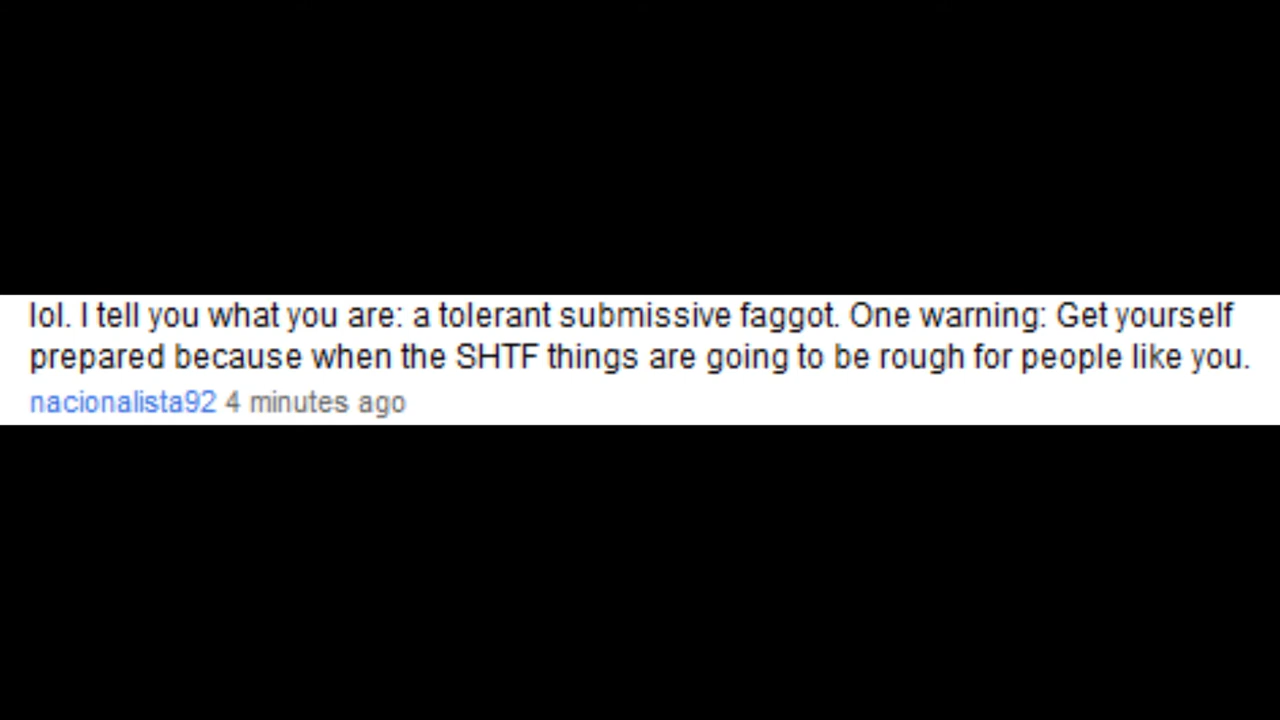 lol. I tell you what you are: a tolerant submissive faggot. One warning: Get yourself
prepared because when the SHTF things are going to be rough for people like you.
nacionalista92 4 minutes ago